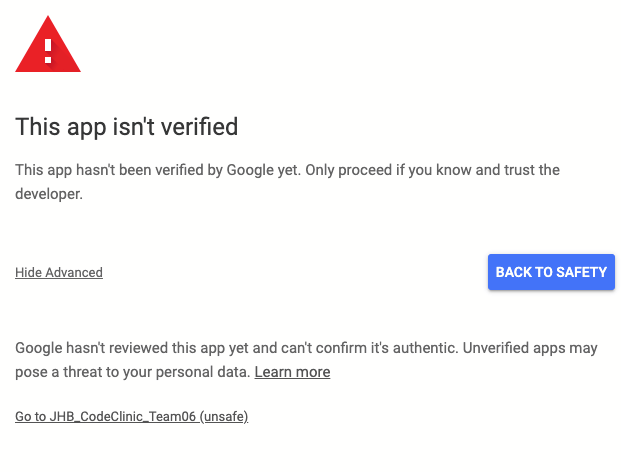 This app isn't verified
This app hasn't been verified by Google yet. Only proceed if you know and trust the
developer.
Hide Advanced
BACK TO SAFETY
Google hasn't reviewed this app yet and can't confirm it's authentic. Unverified apps may
pose a threat to your personal data. Learn more
Go to JHB_CodeClinic_Team06 (unsafe)